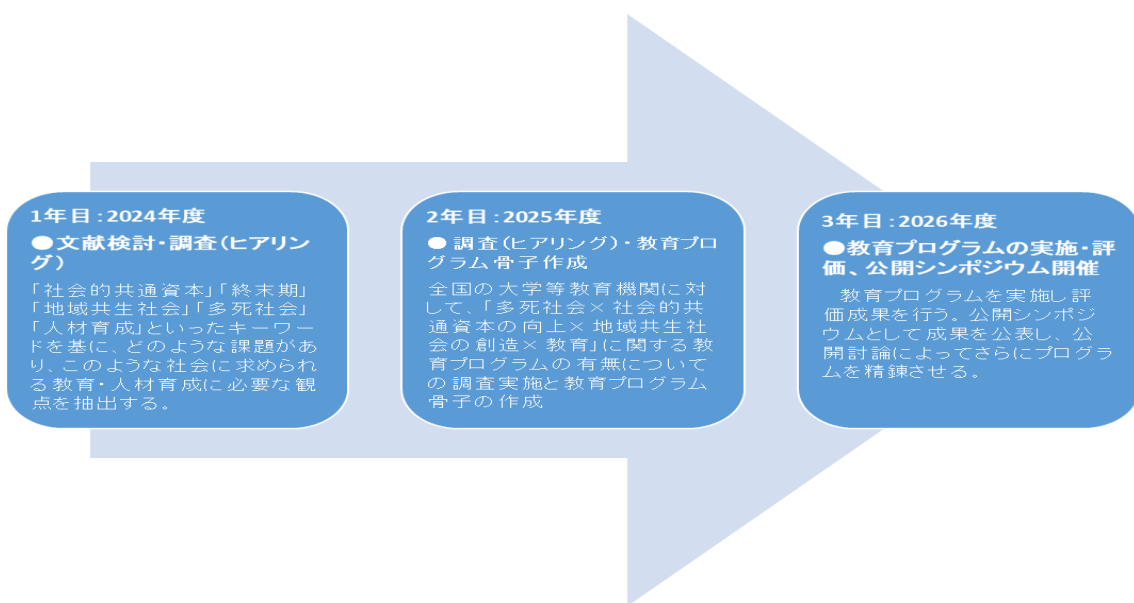 1年目:2024年度
●文献検討・調査(ヒアリン
グ)
「社会的共通資本」「終末期」
「地域共生社会」「多死社会」
「人材育成」といったキーワー
ドを基に、どのような課題があ
り、このような社会に求められ
る教育・人材育成に必要な観
点を抽出する。
2年目:2025年度
●調査(ヒアリング)・教育プロ
グラム骨子作成
全国の大学等教育機関に対
して、「多死社会×社会的共
通資本の向上×地域共生社
会の創造×教育」に関する教
育プログラムの有無について
の調査実施と教育プログラム
骨子の作成
3年目:2026年度
●教育プログラムの実施・評
価、公開シンポジウム開催
教育プログラムを実施し評
価成果を行う。公開シンポジ
ウムとして成果を公表し、公
開討論によってさらにプログラ
ムを精錬させる。